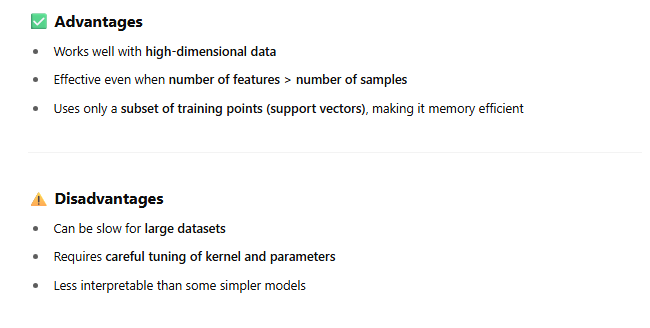 ✅ Advantages
• Works well with high-dimensional data
• Effective even when number of features > number of samples
• Uses only a subset of training points (support vectors), making it memory efficient
⚠️ Disadvantages
• Can be slow for large datasets
• Requires careful tuning of kernel and parameters
• Less interpretable than some simpler models